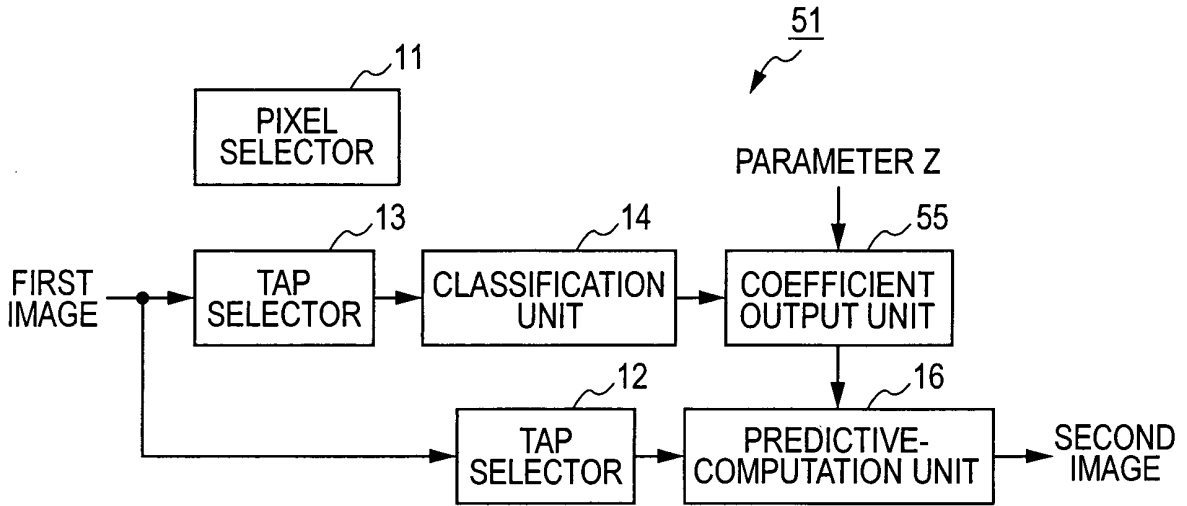 51
11
PIXEL
SELECTOR
PARAMETER Z
13
14
55
FIRST
IMAGE
TAP
SELECTOR
CLASSIFICATION
UNIT
COEFFICIENT
OUTPUT UNIT
12
16
TAP
SELECTOR
PREDICTIVE-
COMPUTATION UNIT
SECOND
IMAGE